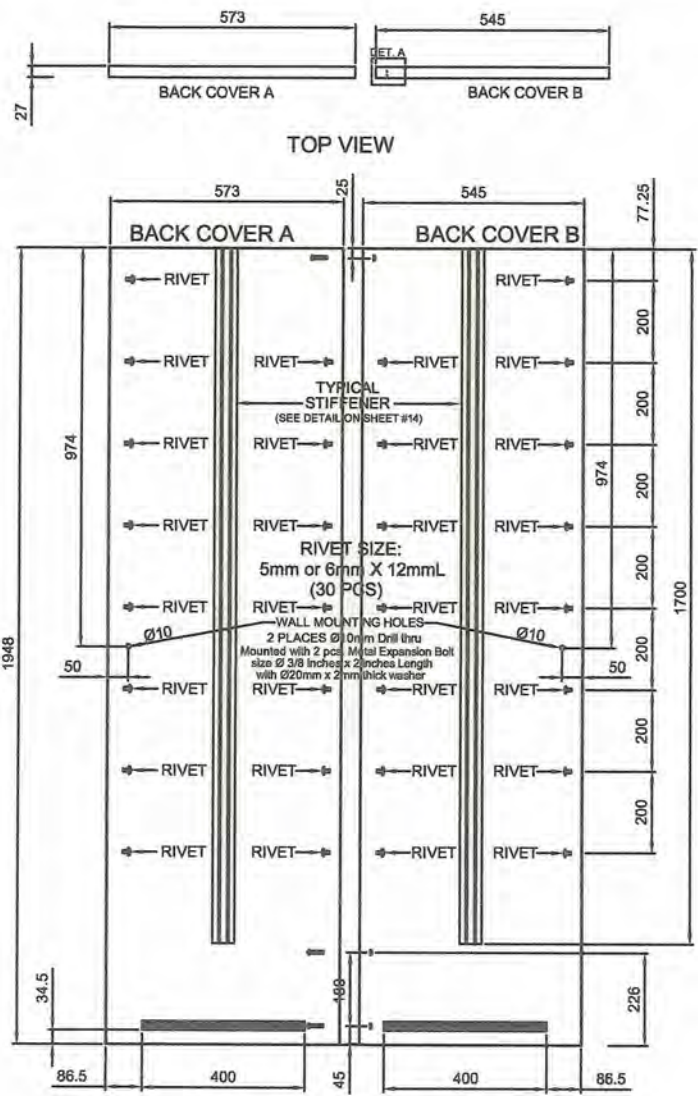 573
545
DET. A
1
27
BACK COVER A
BACK COVER B
TOP VIEW
573
25
545
77.25
BACK COVER A
BACK COVER B
RIVET
RIVET
200
RIVET
RIVET
RIVET
RIVET
200
TYPICAL
STIFFENER
(SEE DETAIL ON SHEET #14)
974
974
RIVET
RIVET
RIVET
RIVET
200
RIVET
RIVET
RIVET
RIVET
200
RIVET SIZE:
5mm or 6mm X 12mmL
(30 PCS)
1700
RIVET
RIVET
RIVET
RIVET
200
WALL MOUNTING HOLES
Ø10
Ø10
2 PLACES Ø10mm Drill thru
Mounted with 2 pcs. Metal Expansion Bolt
size Ø 3/8 inches x 2 inches Length
with Ø20mm x 2mm thick washer
1948
50
50
RIVET
RIVET
RIVET
RIVET
200
RIVET
RIVET
RIVET
RIVET
200
RIVET
RIVET
RIVET
RIVET
34.5
226
86.5
400
45
400
86.5